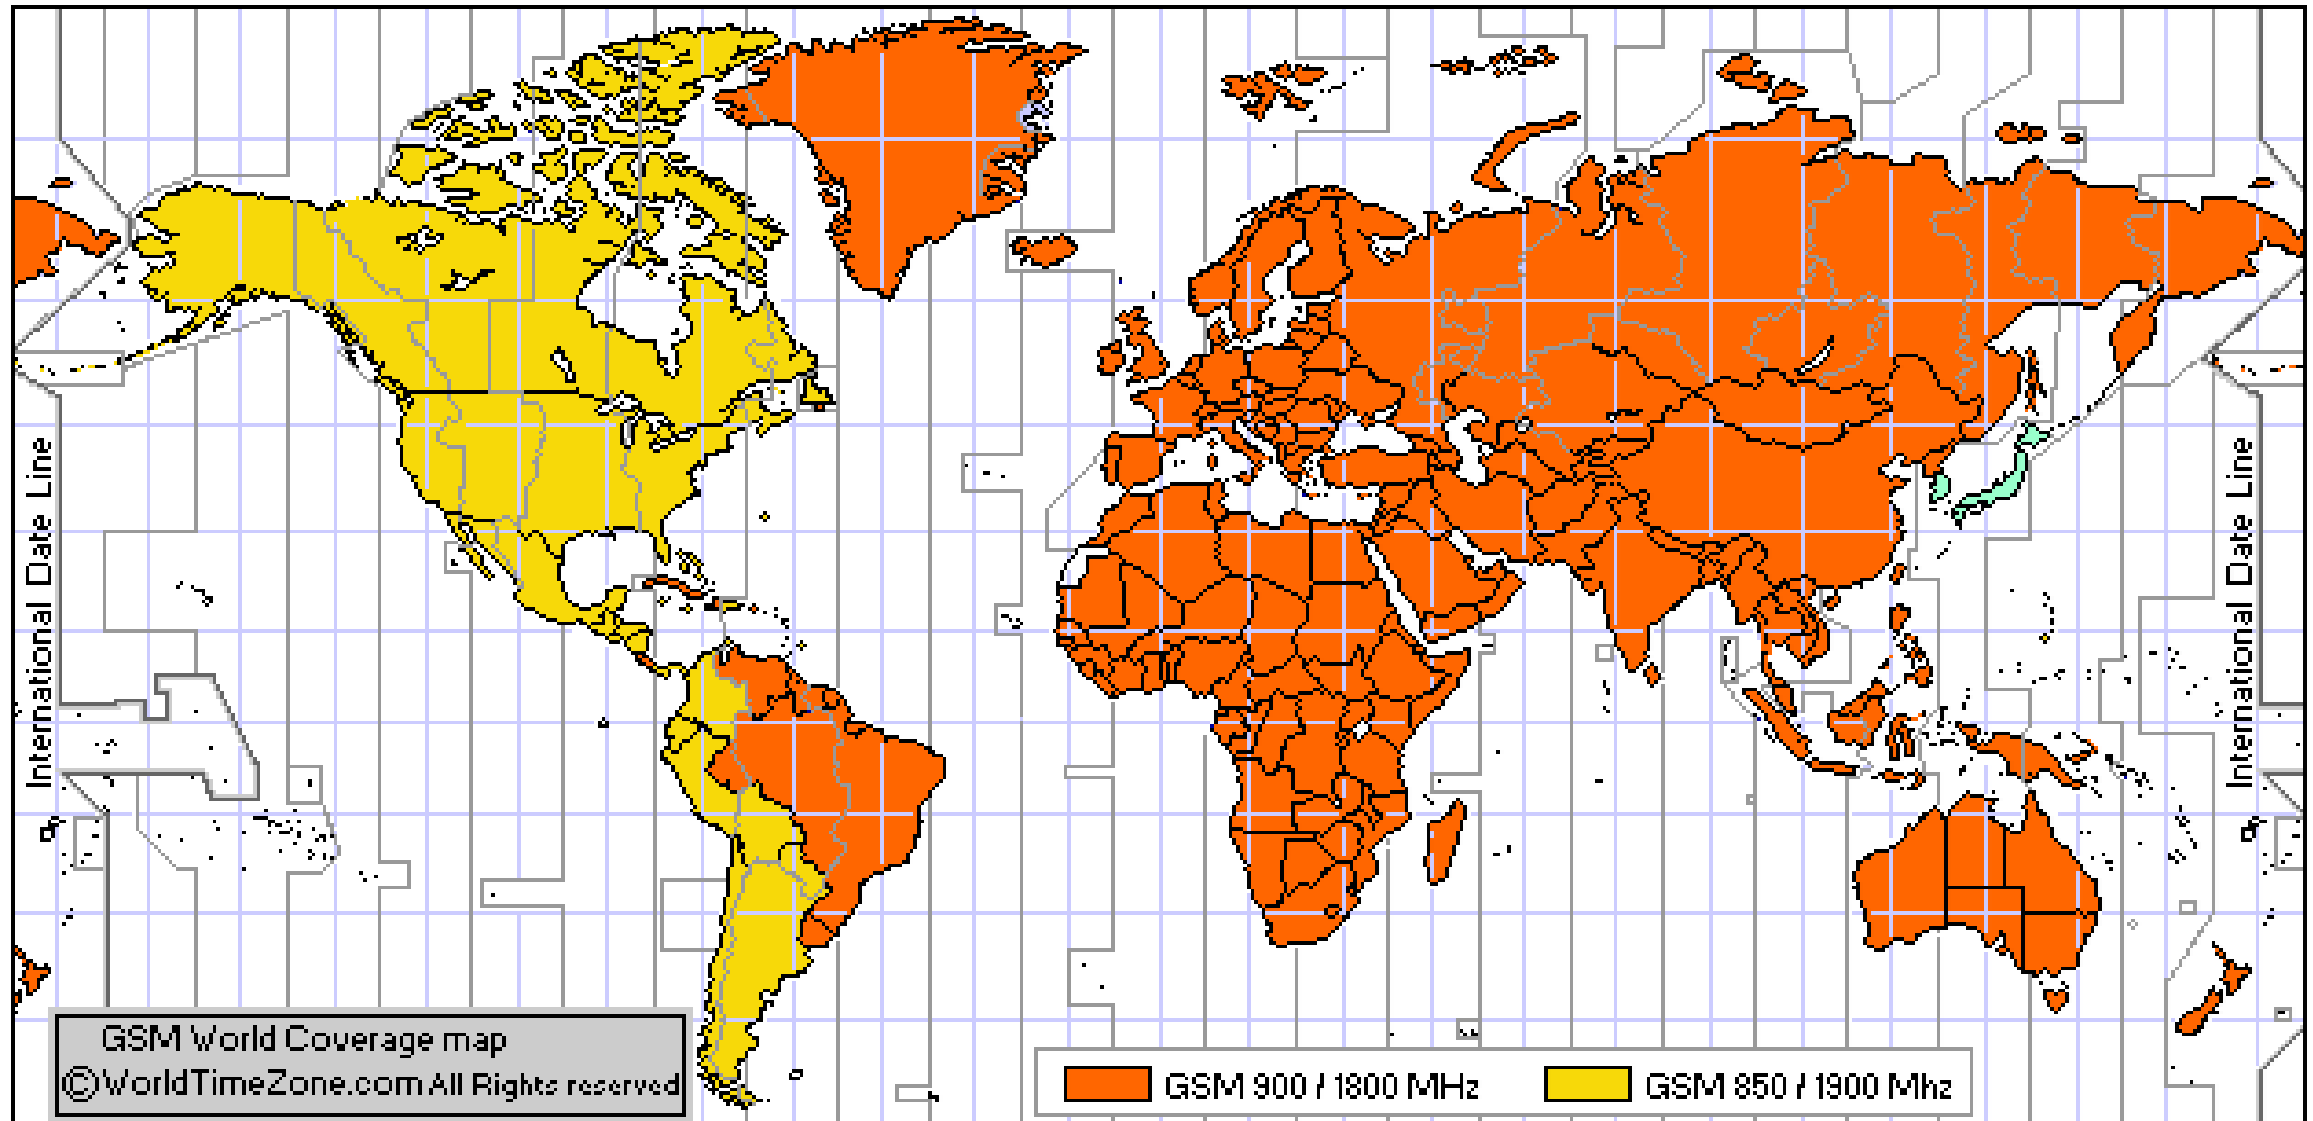 International Date Line
International Date Line
GSM World Coverage map
©WorldTimeZone.com All Rights reserved
GSM 900 / 1800 MHz
GSM 850 / 1900 Mhz